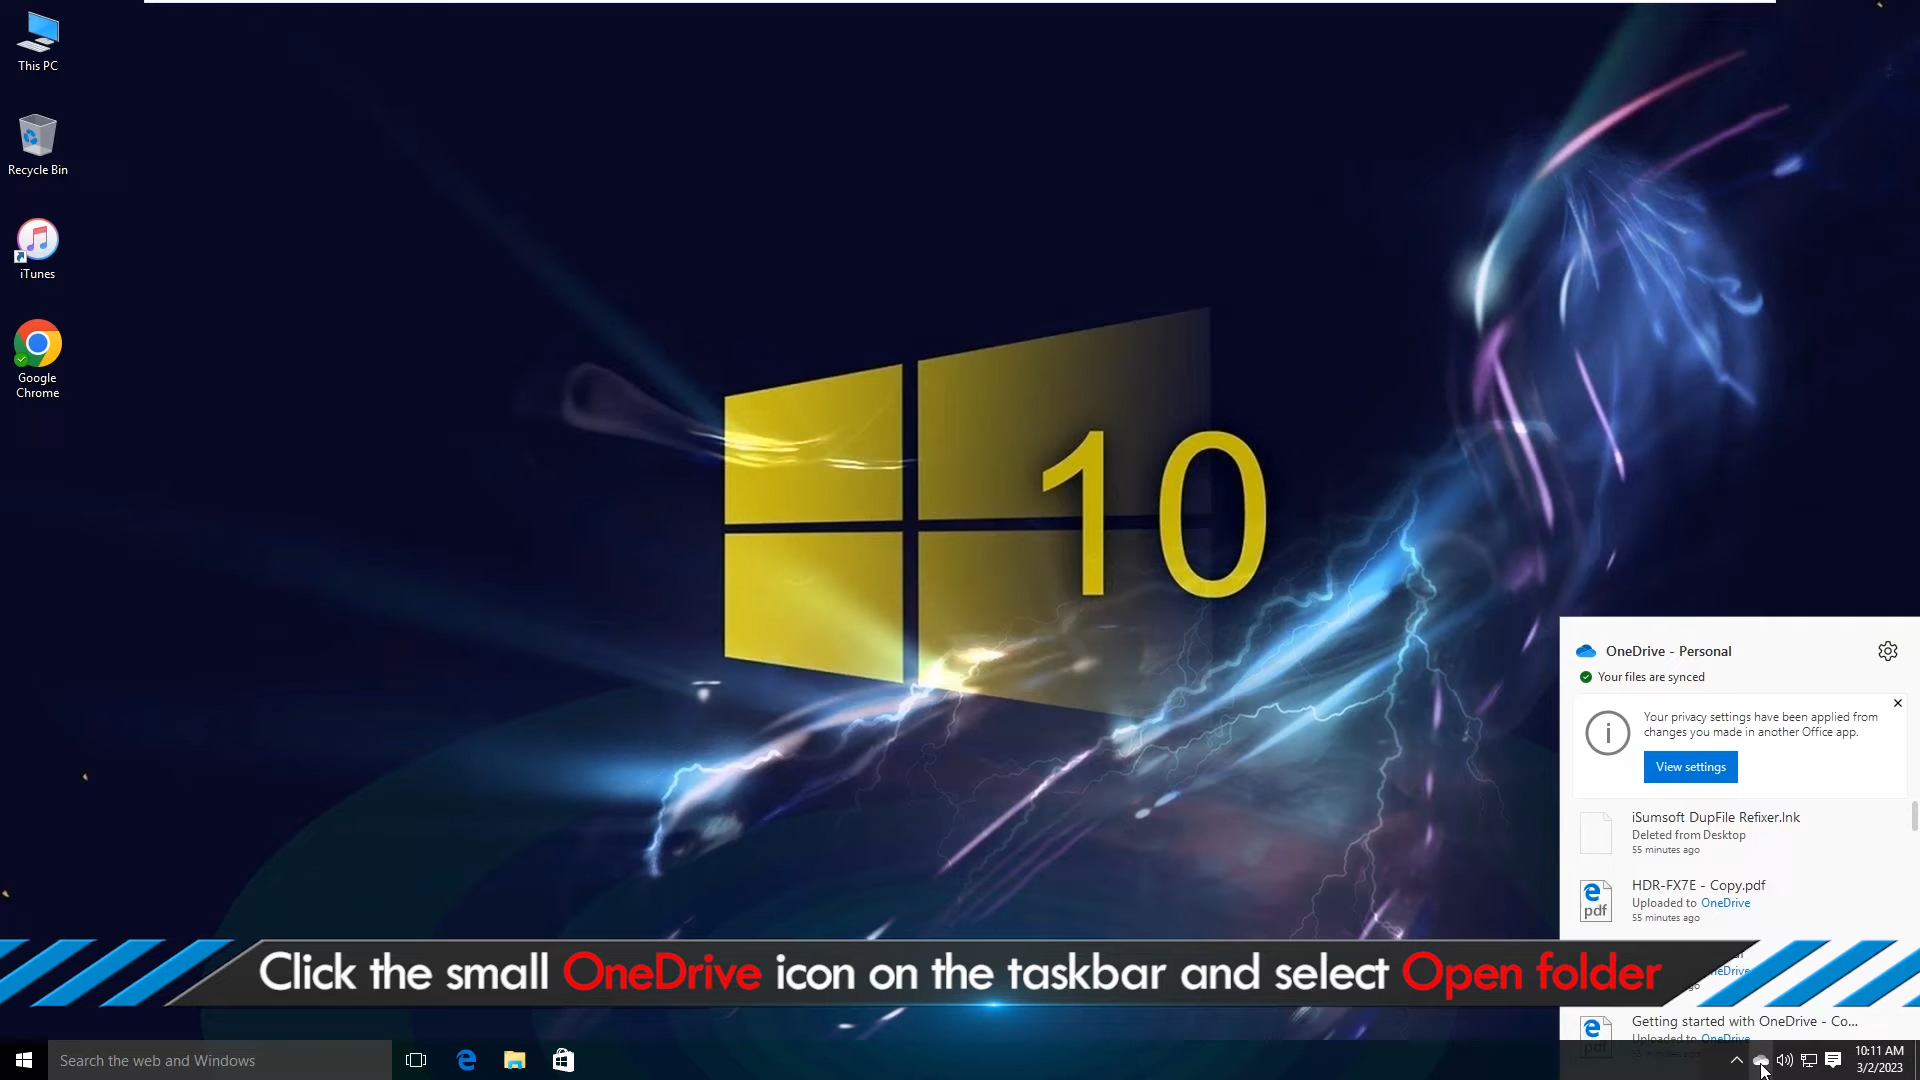 This PC
Recycle Bin
iTunes
Google
Chrome
10
OneDrive - Personal
Your files are synced
Your privacy settings have been applied from
changes you made in another Office app.
View settings
iSumsoft DupFile Refixer.lnk
Deleted from Desktop
55 minutes ago
HDR-FX7E - Copy.pdf
Uploaded to OneDrive
55 minutes ago
Click the small OneDrive icon on the taskbar and select Open folder
Getting started with OneDrive - Co...
Uploaded to OneDrive
Search the web and Windows
10:11 AM
3/2/2023